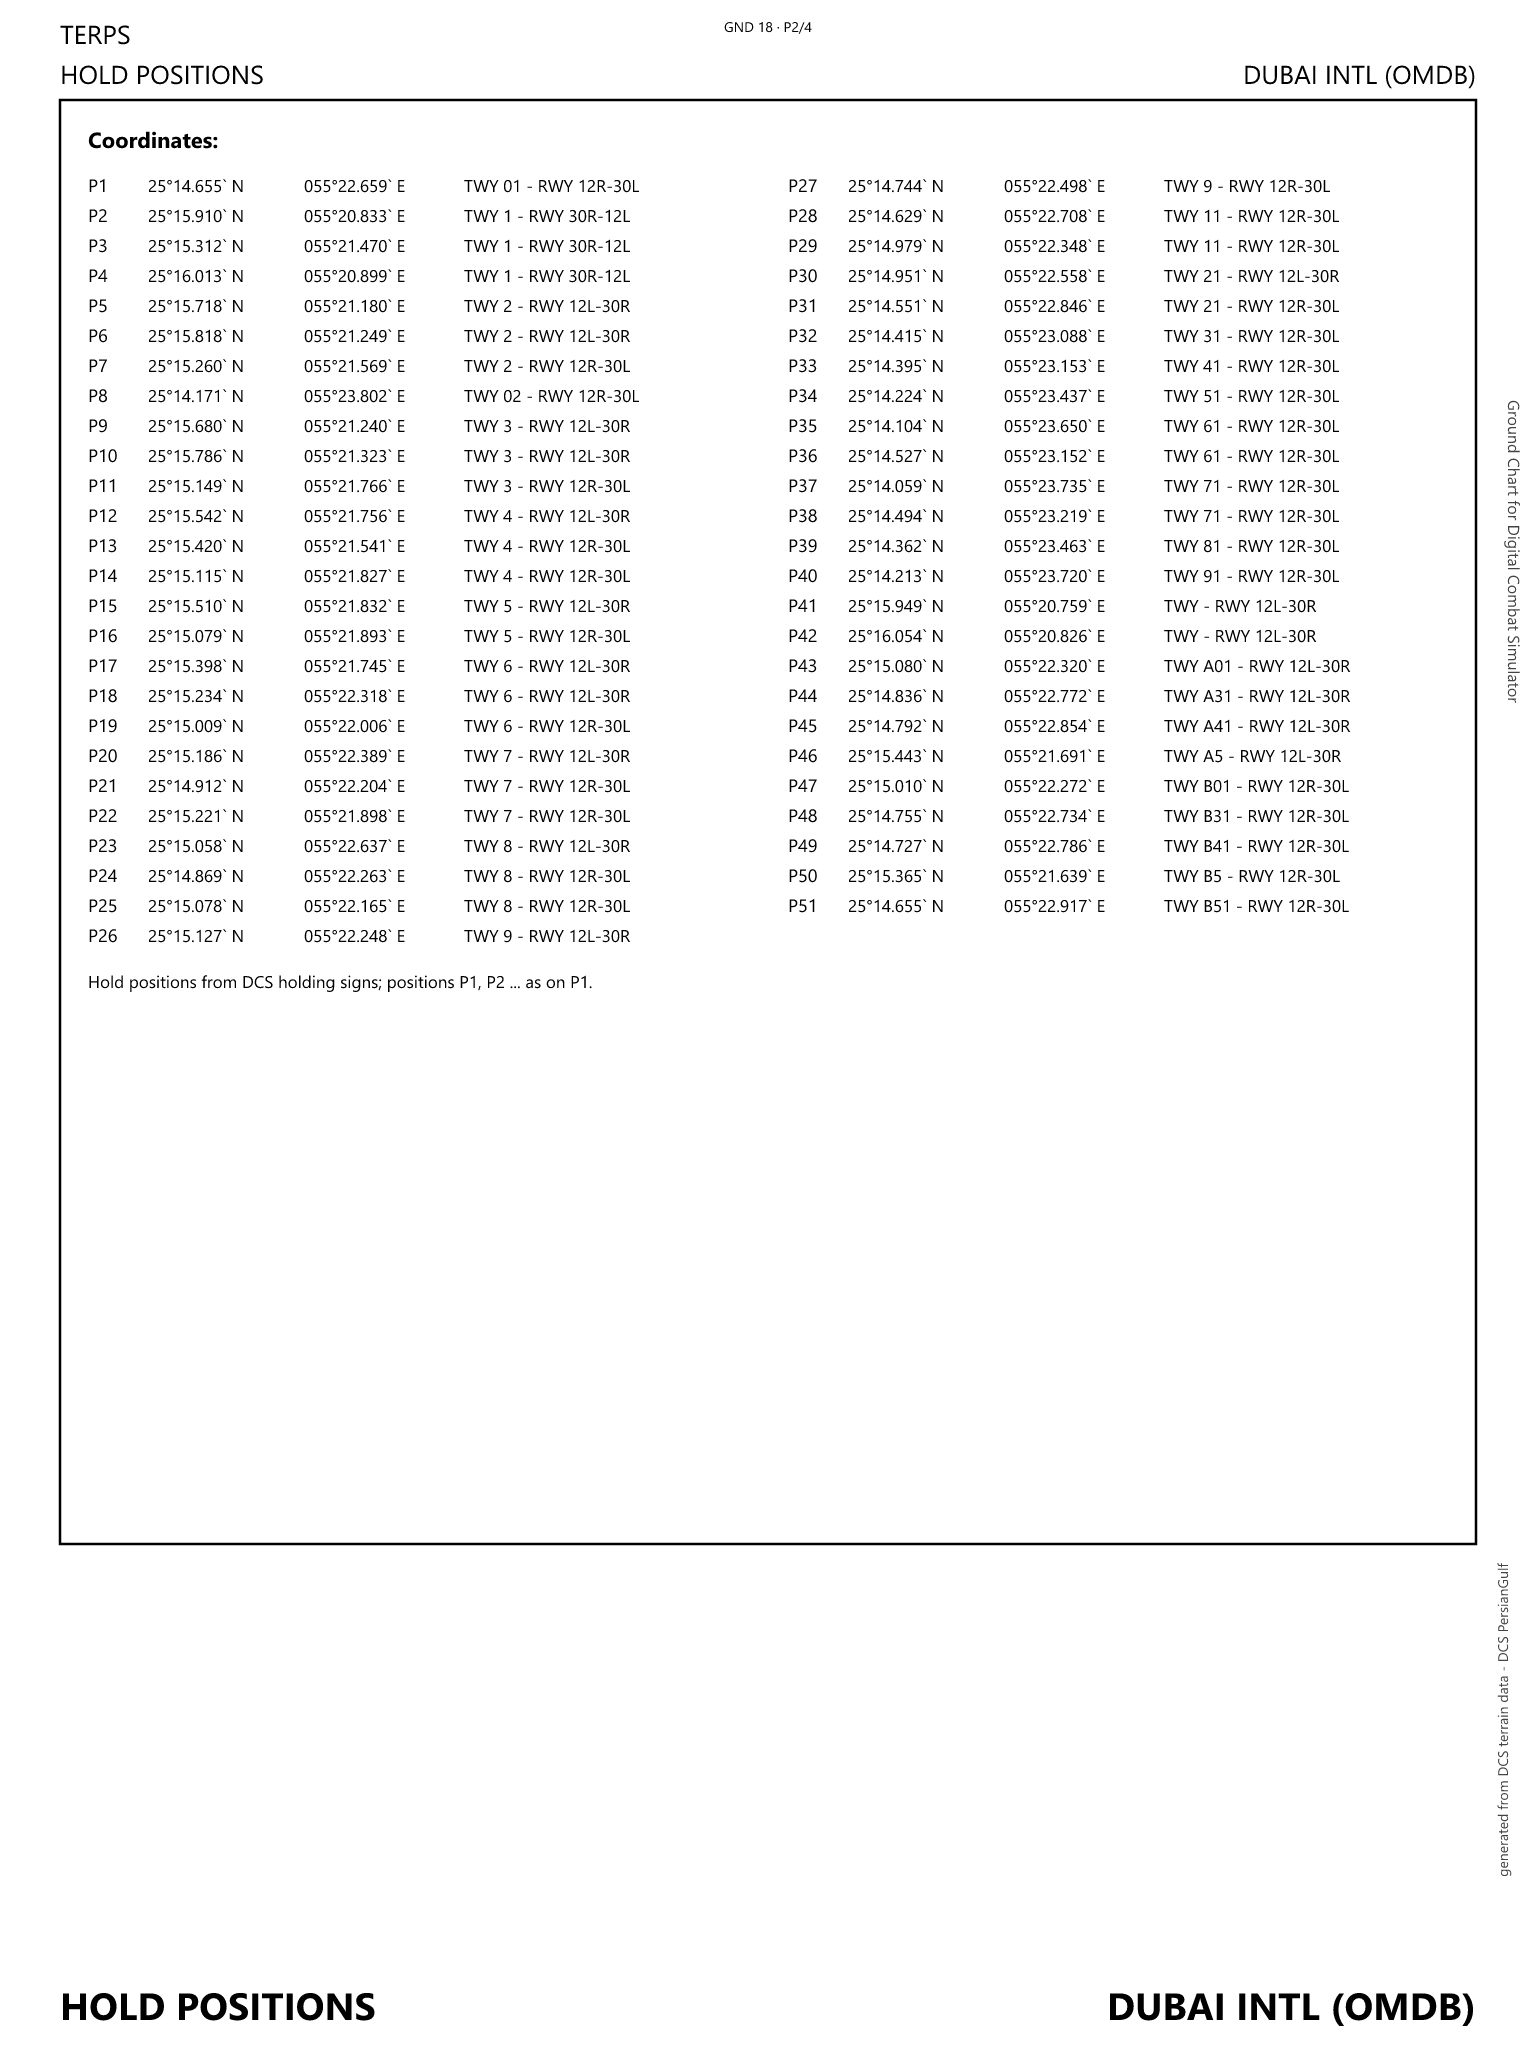 TERPS
GND 18 · P2/4
HOLD POSITIONS
DUBAI INTL (OMDB)
Coordinates:
P1 25°14.655` N 055°22.659` E TWY 01 - RWY 12R-30L
P2 25°15.910` N 055°20.833` E TWY 1 - RWY 30R-12L
P3 25°15.312` N 055°21.470` E TWY 1 - RWY 30R-12L
P4 25°16.013` N 055°20.899` E TWY 1 - RWY 30R-12L
P5 25°15.718` N 055°21.180` E TWY 2 - RWY 12L-30R
P6 25°15.818` N 055°21.249` E TWY 2 - RWY 12L-30R
P7 25°15.260` N 055°21.569` E TWY 2 - RWY 12R-30L
P8 25°14.171` N 055°23.802` E TWY 02 - RWY 12R-30L
P9 25°15.680` N 055°21.240` E TWY 3 - RWY 12L-30R
P10 25°15.786` N 055°21.323` E TWY 3 - RWY 12L-30R
P11 25°15.149` N 055°21.766` E TWY 3 - RWY 12R-30L
P12 25°15.542` N 055°21.756` E TWY 4 - RWY 12L-30R
P13 25°15.420` N 055°21.541` E TWY 4 - RWY 12R-30L
P14 25°15.115` N 055°21.827` E TWY 4 - RWY 12R-30L
P15 25°15.510` N 055°21.832` E TWY 5 - RWY 12L-30R
P16 25°15.079` N 055°21.893` E TWY 5 - RWY 12R-30L
P17 25°15.398` N 055°21.745` E TWY 6 - RWY 12L-30R
P18 25°15.234` N 055°22.318` E TWY 6 - RWY 12L-30R
P19 25°15.009` N 055°22.006` E TWY 6 - RWY 12R-30L
P20 25°15.186` N 055°22.389` E TWY 7 - RWY 12L-30R
P21 25°14.912` N 055°22.204` E TWY 7 - RWY 12R-30L
P22 25°15.221` N 055°21.898` E TWY 7 - RWY 12R-30L
P23 25°15.058` N 055°22.637` E TWY 8 - RWY 12L-30R
P24 25°14.869` N 055°22.263` E TWY 8 - RWY 12R-30L
P25 25°15.078` N 055°22.165` E TWY 8 - RWY 12R-30L
P26 25°15.127` N 055°22.248` E TWY 9 - RWY 12L-30R
P27 25°14.744` N 055°22.498` E TWY 9 - RWY 12R-30L
P28 25°14.629` N 055°22.708` E TWY 11 - RWY 12R-30L
P29 25°14.979` N 055°22.348` E TWY 11 - RWY 12R-30L
P30 25°14.951` N 055°22.558` E TWY 21 - RWY 12L-30R
P31 25°14.551` N 055°22.846` E TWY 21 - RWY 12R-30L
P32 25°14.415` N 055°23.088` E TWY 31 - RWY 12R-30L
P33 25°14.395` N 055°23.153` E TWY 41 - RWY 12R-30L
P34 25°14.224` N 055°23.437` E TWY 51 - RWY 12R-30L
P35 25°14.104` N 055°23.650` E TWY 61 - RWY 12R-30L
P36 25°14.527` N 055°23.152` E TWY 61 - RWY 12R-30L
P37 25°14.059` N 055°23.735` E TWY 71 - RWY 12R-30L
P38 25°14.494` N 055°23.219` E TWY 71 - RWY 12R-30L
P39 25°14.362` N 055°23.463` E TWY 81 - RWY 12R-30L
P40 25°14.213` N 055°23.720` E TWY 91 - RWY 12R-30L
P41 25°15.949` N 055°20.759` E TWY - RWY 12L-30R
P42 25°16.054` N 055°20.826` E TWY - RWY 12L-30R
P43 25°15.080` N 055°22.320` E TWY A01 - RWY 12L-30R
P44 25°14.836` N 055°22.772` E TWY A31 - RWY 12L-30R
P45 25°14.792` N 055°22.854` E TWY A41 - RWY 12L-30R
P46 25°15.443` N 055°21.691` E TWY A5 - RWY 12L-30R
P47 25°15.010` N 055°22.272` E TWY B01 - RWY 12R-30L
P48 25°14.755` N 055°22.734` E TWY B31 - RWY 12R-30L
P49 25°14.727` N 055°22.786` E TWY B41 - RWY 12R-30L
P50 25°15.365` N 055°21.639` E TWY B5 - RWY 12R-30L
P51 25°14.655` N 055°22.917` E TWY B51 - RWY 12R-30L
Hold positions from DCS holding signs; positions P1, P2 ... as on P1.
Ground Chart for Digital Combat Simulator
generated from DCS terrain data - DCS PersianGulf
HOLD POSITIONS
DUBAI INTL (OMDB)